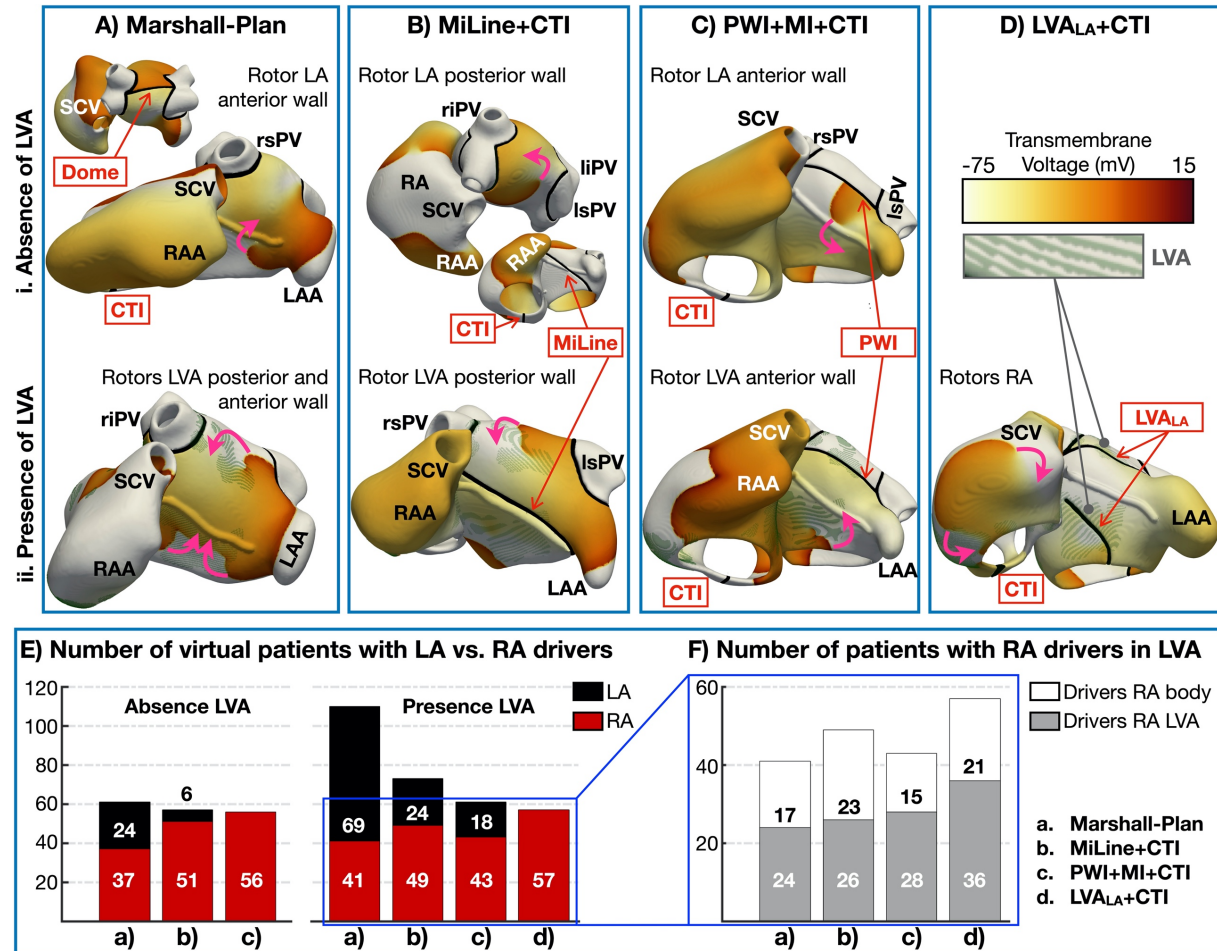 A) Marshall-Plan
B) MiLine+CTI
C) PWI+MI+CTI
D) LVALA+CTI
i. Absence of LVA
Rotor LA
anterior wall
SCV
Dome
rsPV
SCV
RAA
LAA
CTI
Rotor LA posterior wall
riPV
RA
SCV
liPV
lsPV
RAA
RAA
CTI
MiLine
Rotor LA anterior wall
SCV
rsPV
lsPV
CTI
PWI
Transmembrane
Voltage (mV)
-75
15
LVA
ii. Presence of LVA
Rotors LVA posterior and
anterior wall
riPV
SCV
RAA
LAA
Rotor LVA posterior wall
rsPV
SCV
lsPV
RAA
LAA
Rotor LVA anterior wall
SCV
RAA
LAA
CTI
Rotors RA
LVALA
SCV
LAA
CTI
E) Number of virtual patients with LA vs. RA drivers
120
100
80
60
40
20
Absence LVA
24
37
6
51
56
a)
b)
c)
Presence LVA
LA
RA
69
41
24
49
18
43
57
a)
b)
c)
d)
F) Number of patients with RA drivers in LVA
60
40
20
17
24
23
26
15
28
21
36
a)
b)
c)
d)
Drivers RA body
Drivers RA LVA
a. Marshall-Plan
b. MiLine+CTI
c. PWI+MI+CTI
d. LVALA+CTI